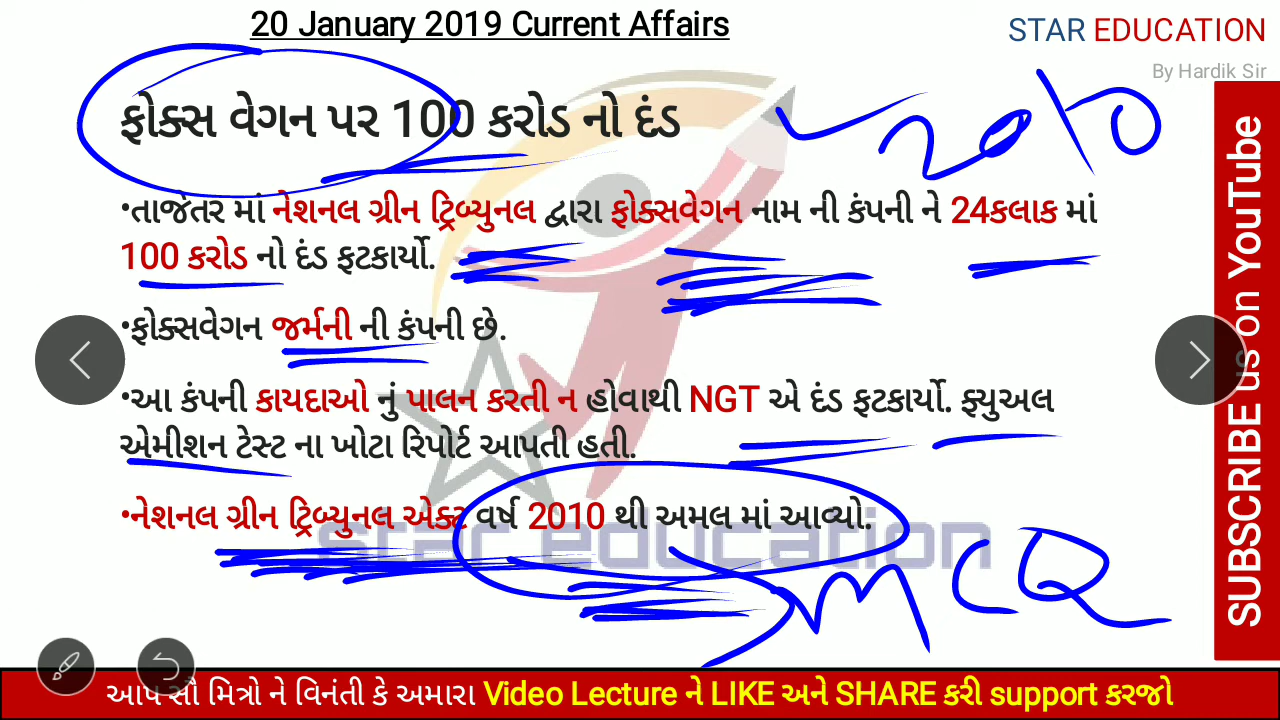 20 January 2019 Current Affairs
STAR EDUCATION
By Hardik Sir
ફોક્સ વેગન પર 100 કરોડ નો દંડ
2010
•તાજેતર માં નેશનલ ગ્રીન ટ્રિબ્યુનલ દ્વારા ફોક્સવેગન નામ ની કંપની ને 24કલાક માં
100 કરોડ નો દંડ ફટકાર્યો.
•ફોક્સવેગન જર્મની ની કંપની છે.
•આ કંપની કાયદાઓ નું પાલન કરતી ન હોવાથી NGT એ દંડ ફટકાર્યો. ફ્યુઅલ
એમીશન ટેસ્ટ ના ખોટા રિપોર્ટ આપતી હતી.
•નેશનલ ગ્રીન ટ્રિબ્યુનલ એક્ટ વર્ષ 2010 થી અમલ માં આવ્યો.
star education
MCQ
SUBSCRIBE us on YouTube
આપ સૌ મિત્રો ને વિનંતી કે અમારા Video Lecture ને LIKE અને SHARE કરી support કરજો